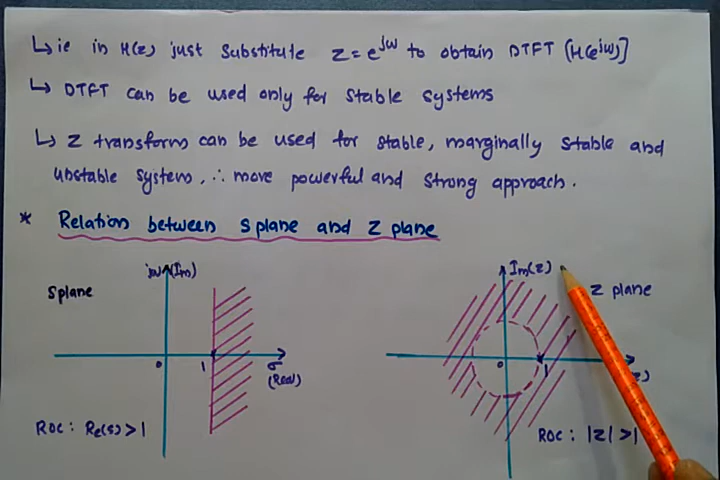 ↳ ie in H(z) just substitute z = e^jω to obtain DTFT [H(e^jω)]
↳ DTFT can be used only for stable systems
↳ Z transform can be used for stable, marginally stable and
unstable system, ∴ more powerful and strong approach.
* Relation between s plane and z plane
S plane
jω (Im)
0
1
σ
(Real)
ROC : Re(s) > 1
Im(z)
z plane
0
1
ROC : |z| > 1